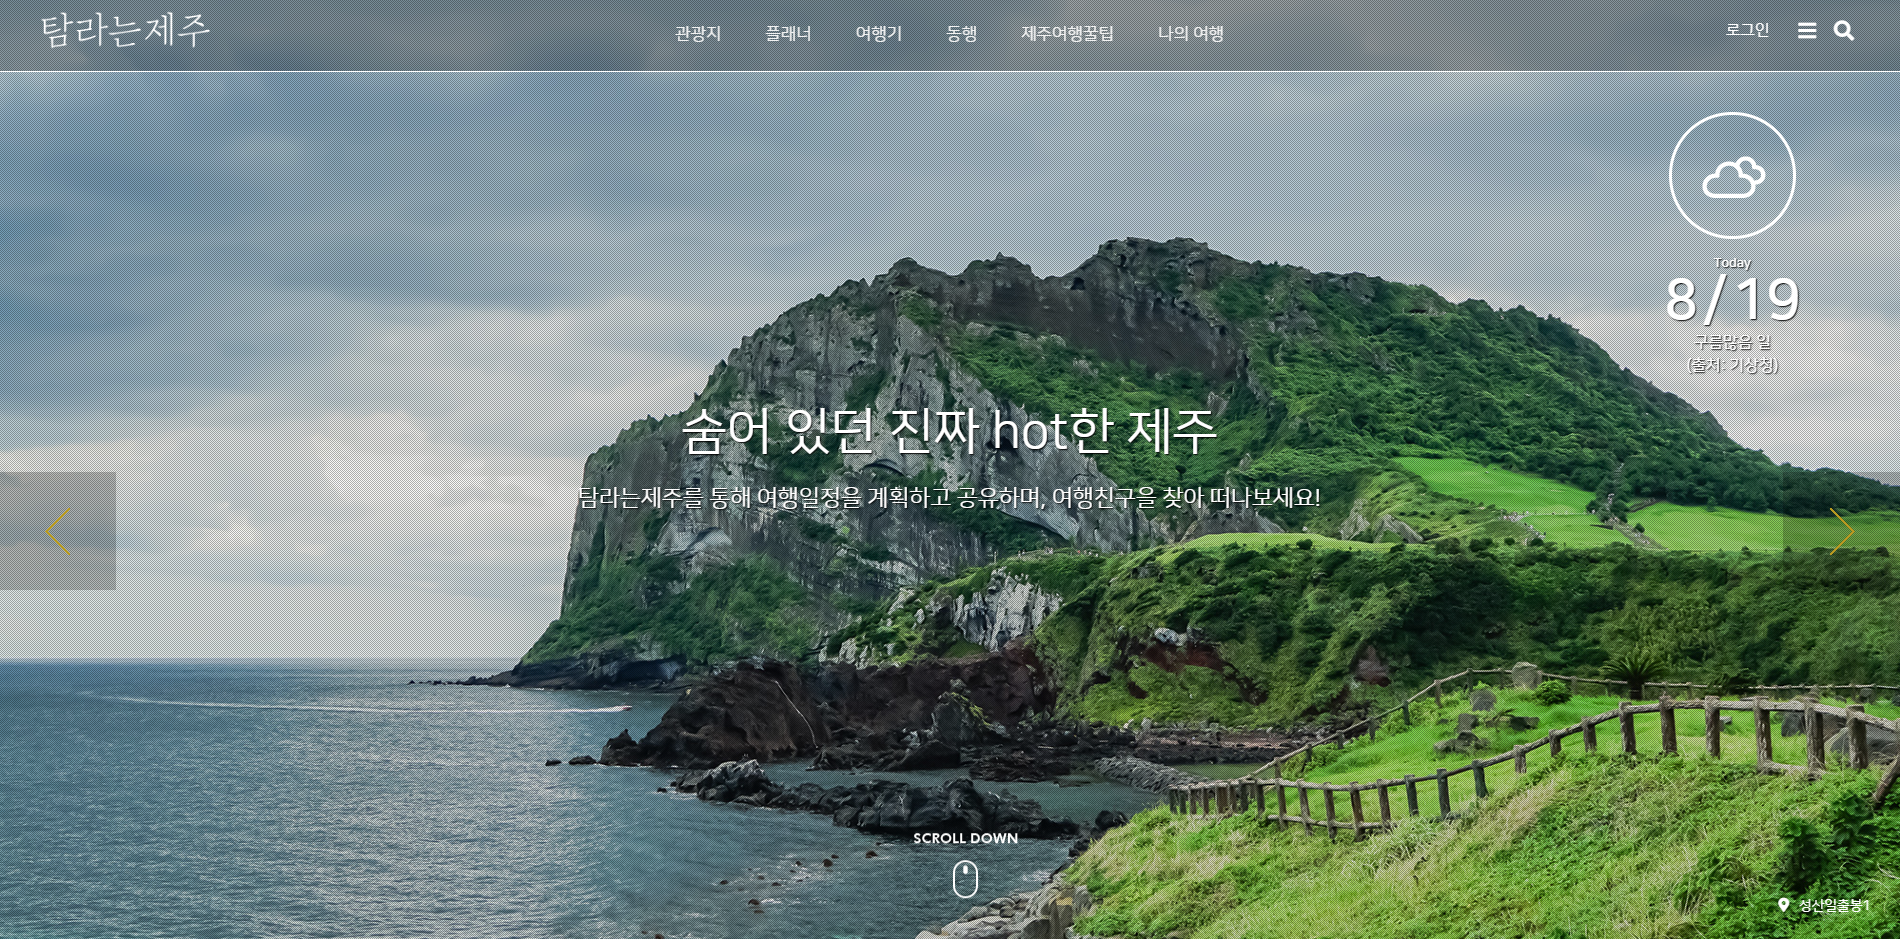 탐라는제주
관광지 플래너 여행기 동행 제주여행꿀팁 나의 여행
로그인
Today
8/19
구름많음 일
(출처: 기상청)
숨어 있던 진짜 hot한 제주
탐라는제주를 통해 여행일정을 계획하고 공유하며, 여행친구을 찾아 떠나보세요!
SCROLL DOWN
성산일출봉1